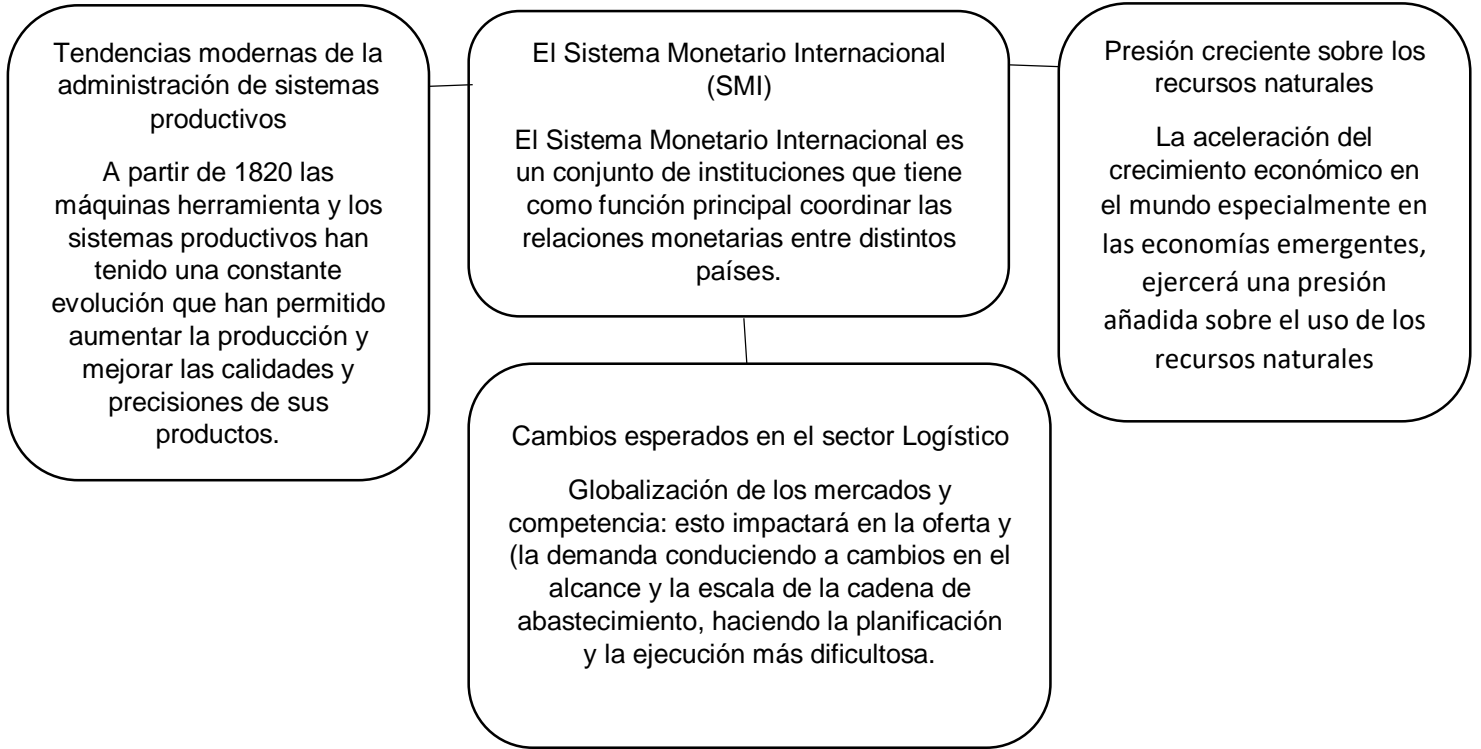 Tendencias modernas de la
administración de sistemas
productivos
A partir de 1820 las
máquinas herramienta y los
sistemas productivos han
tenido una constante
evolución que han permitido
aumentar la producción y
mejorar las calidades y
precisiones de sus
productos.
El Sistema Monetario Internacional
(SMI)
El Sistema Monetario Internacional es
un conjunto de instituciones que tiene
como función principal coordinar las
relaciones monetarias entre distintos
países.
Presión creciente sobre los
recursos naturales
La aceleración del
crecimiento económico en
el mundo especialmente en
las economías emergentes,
ejercerá una presión
añadida sobre el uso de los
recursos naturales
Cambios esperados en el sector Logístico
Globalización de los mercados y
competencia: esto impactará en la oferta y
(la demanda conduciendo a cambios en el
alcance y la escala de la cadena de
abastecimiento, haciendo la planificación
y la ejecución más dificultosa.